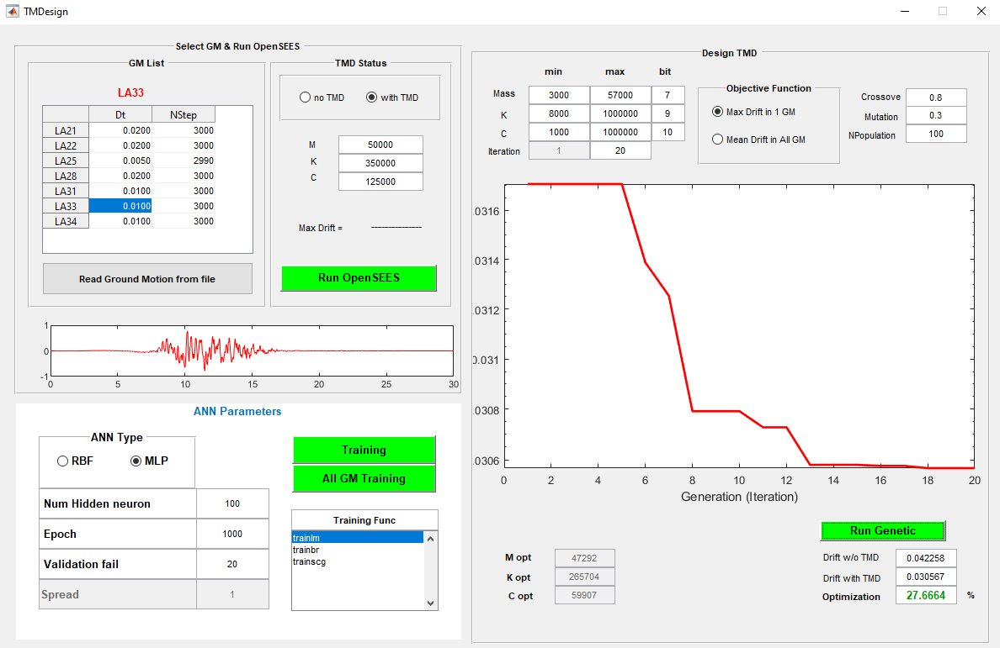 TMDesign
Select GM & Run OpenSEES
GM List
LA33
Dt NStep
LA21 0.0200 3000
LA22 0.0200 3000
LA25 0.0050 2990
LA28 0.0200 3000
LA31 0.0100 3000
LA33 0.0100 3000
LA34 0.0100 3000
Read Ground Motion from file
TMD Status
no TMD with TMD
M 50000
K 350000
C 125000
Max Drift = ---------------
Run OpenSEES
1
0
-1
0 5 10 15 20 25 30
ANN Parameters
ANN Type
RBF MLP
Num Hidden neuron 100
Epoch 1000
Validation fail 20
Spread 1
Training
All GM Training
Training Func
trainlm
trainbr
trainscg
Design TMD
min max bit
Mass 3000 57000 7
K 8000 1000000 9
C 1000 1000000 10
Iteration 1 20
Objective Function
Max Drift in 1 GM
Mean Drift in All GM
Crossove 0.8
Mutation 0.3
NPopulation 100
.0316
0.0314
.0312
0.031
.0308
.0306
0 2 4 6 8 10 12 14 16 18 20
Generation (Iteration)
Run Genetic
M opt 47292
K opt 265704
C opt 59907
Drift w/o TMD 0.042258
Drift with TMD 0.030567
Optimization 27.6664 %